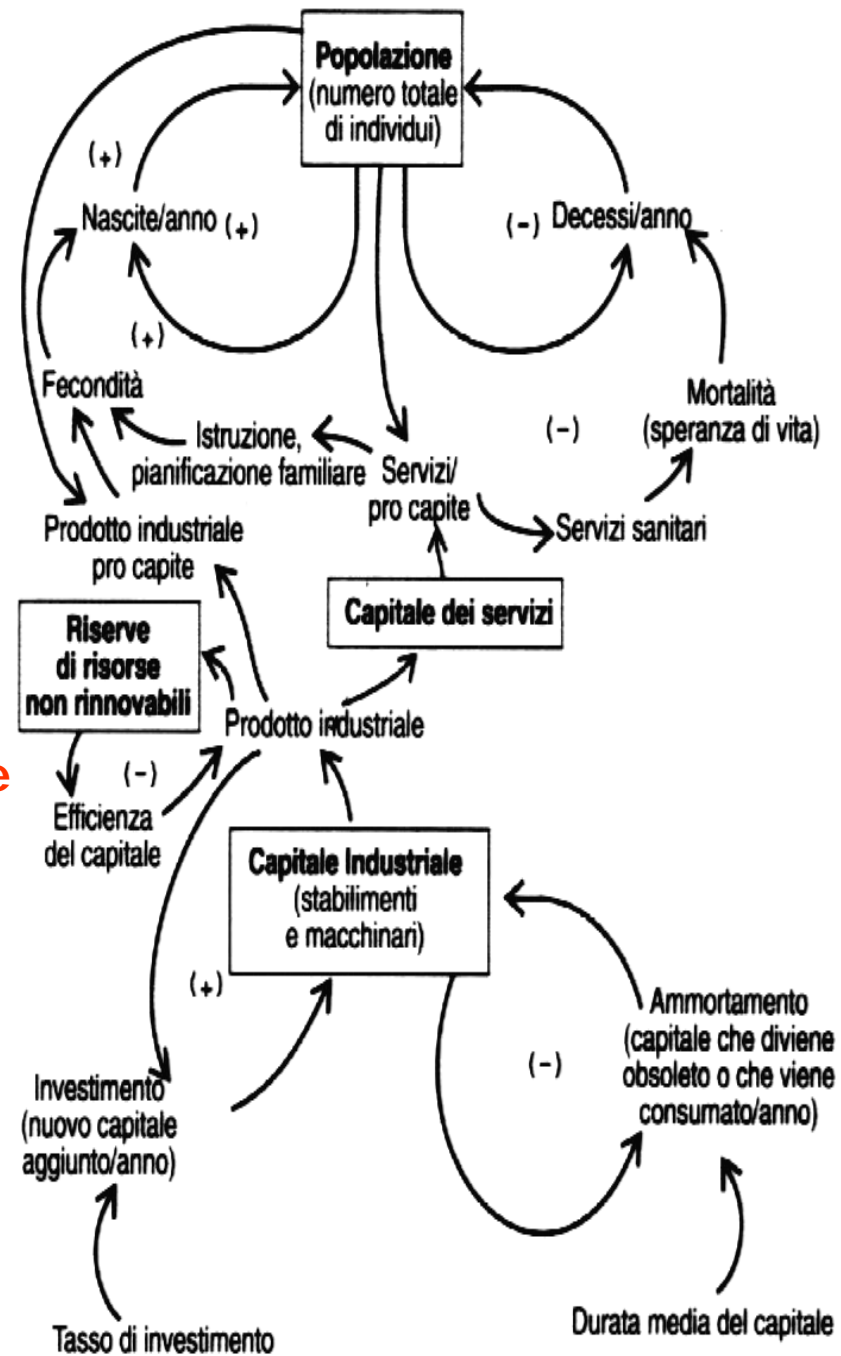 Popolazione
(numero totale
di individui)
(+)
Nascite/anno (+)
(-) Decessi/anno
(+)
Fecondità
Mortalità
(speranza di vita)
(-)
Istruzione,
pianificazione familiare
Servizi/
pro capite
Servizi sanitari
Prodotto industriale
pro capite
Capitale dei servizi
Riserve
di risorse
non rinnovabili
Prodotto industriale
e
(-)
Efficienza
del capitale
Capitale Industriale
(stabilimenti
e macchinari)
(+)
(-)
Ammortamento
(capitale che diviene
obsoleto o che viene
consumato/anno)
Investimento
(nuovo capitale
aggiunto/anno)
Tasso di investimento
Durata media del capitale